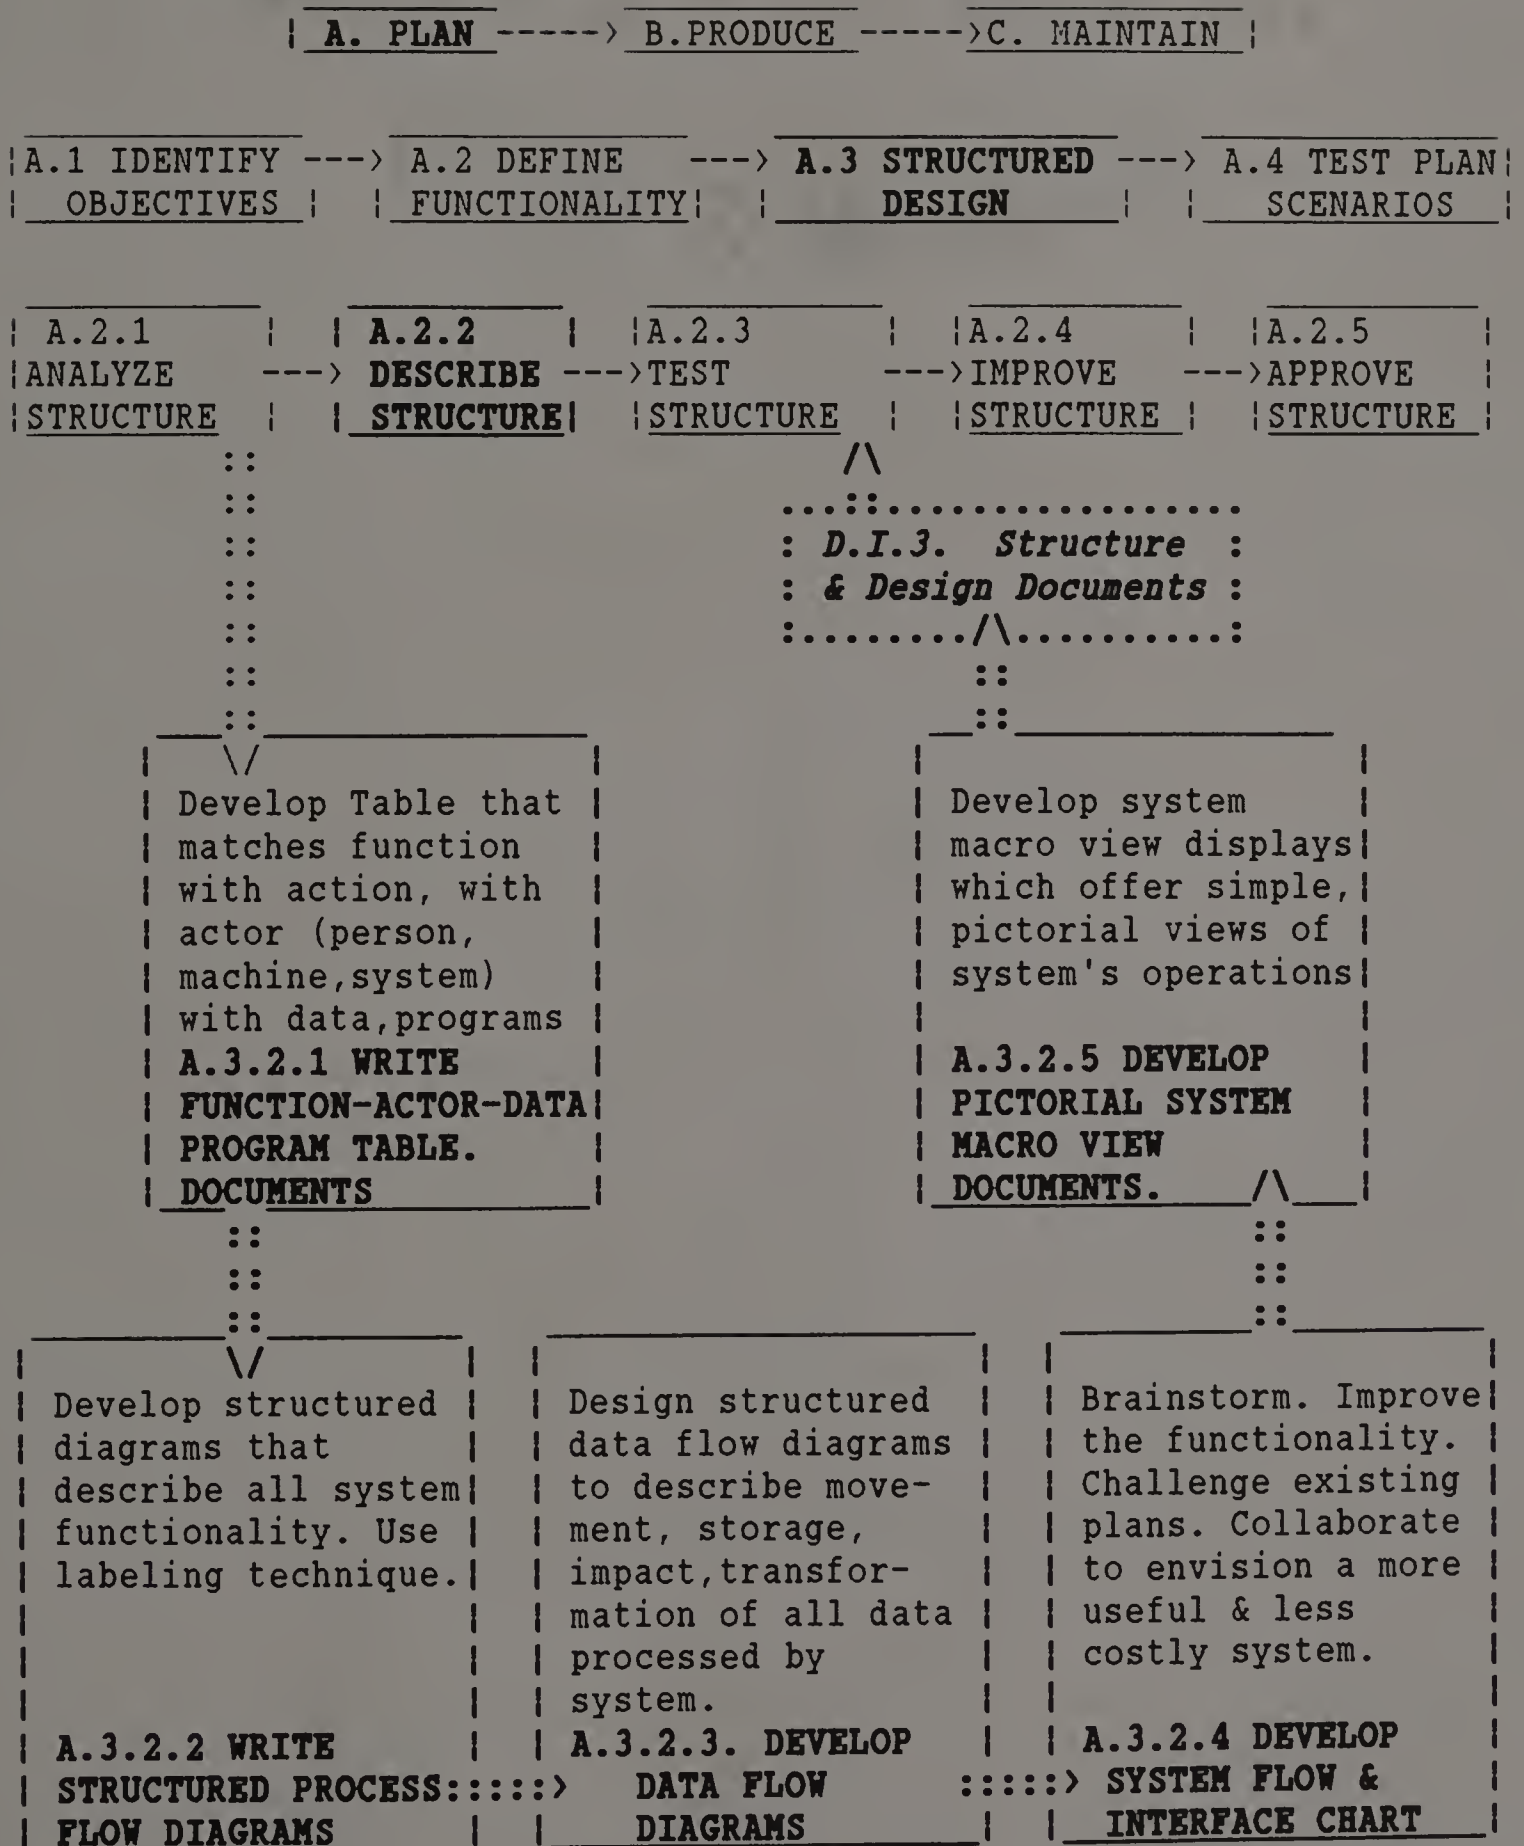 A. PLAN -----> B.PRODUCE ----->C. MAINTAIN
A.1 IDENTIFY ---> A.2 DEFINE ---> A.3 STRUCTURED ---> A.4 TEST PLAN
OBJECTIVES FUNCTIONALITY DESIGN SCENARIOS
A.2.1 A.2.2 A.2.3 A.2.4 A.2.5
ANALYZE ---> DESCRIBE --->TEST --->IMPROVE --->APPROVE
STRUCTURE STRUCTURE STRUCTURE STRUCTURE STRUCTURE
D.I.3. Structure
& Design Documents
Develop Table that
matches function
with action, with
actor (person,
machine,system)
with data,programs
A.3.2.1 WRITE
FUNCTION-ACTOR-DATA
PROGRAM TABLE.
DOCUMENTS
Develop system
macro view displays
which offer simple,
pictorial views of
system's operations
A.3.2.5 DEVELOP
PICTORIAL SYSTEM
MACRO VIEW
DOCUMENTS.
Develop structured
diagrams that
describe all system
functionality. Use
labeling technique.
A.3.2.2 WRITE
STRUCTURED PROCESS:::::>
FLOW DIAGRAMS
Design structured
data flow diagrams
to describe move-
ment, storage,
impact,transfor-
mation of all data
processed by
system.
A.3.2.3. DEVELOP
DATA FLOW :::::>
DIAGRAMS
Brainstorm. Improve
the functionality.
Challenge existing
plans. Collaborate
to envision a more
useful & less
costly system.
A.3.2.4 DEVELOP
SYSTEM FLOW &
INTERFACE CHART